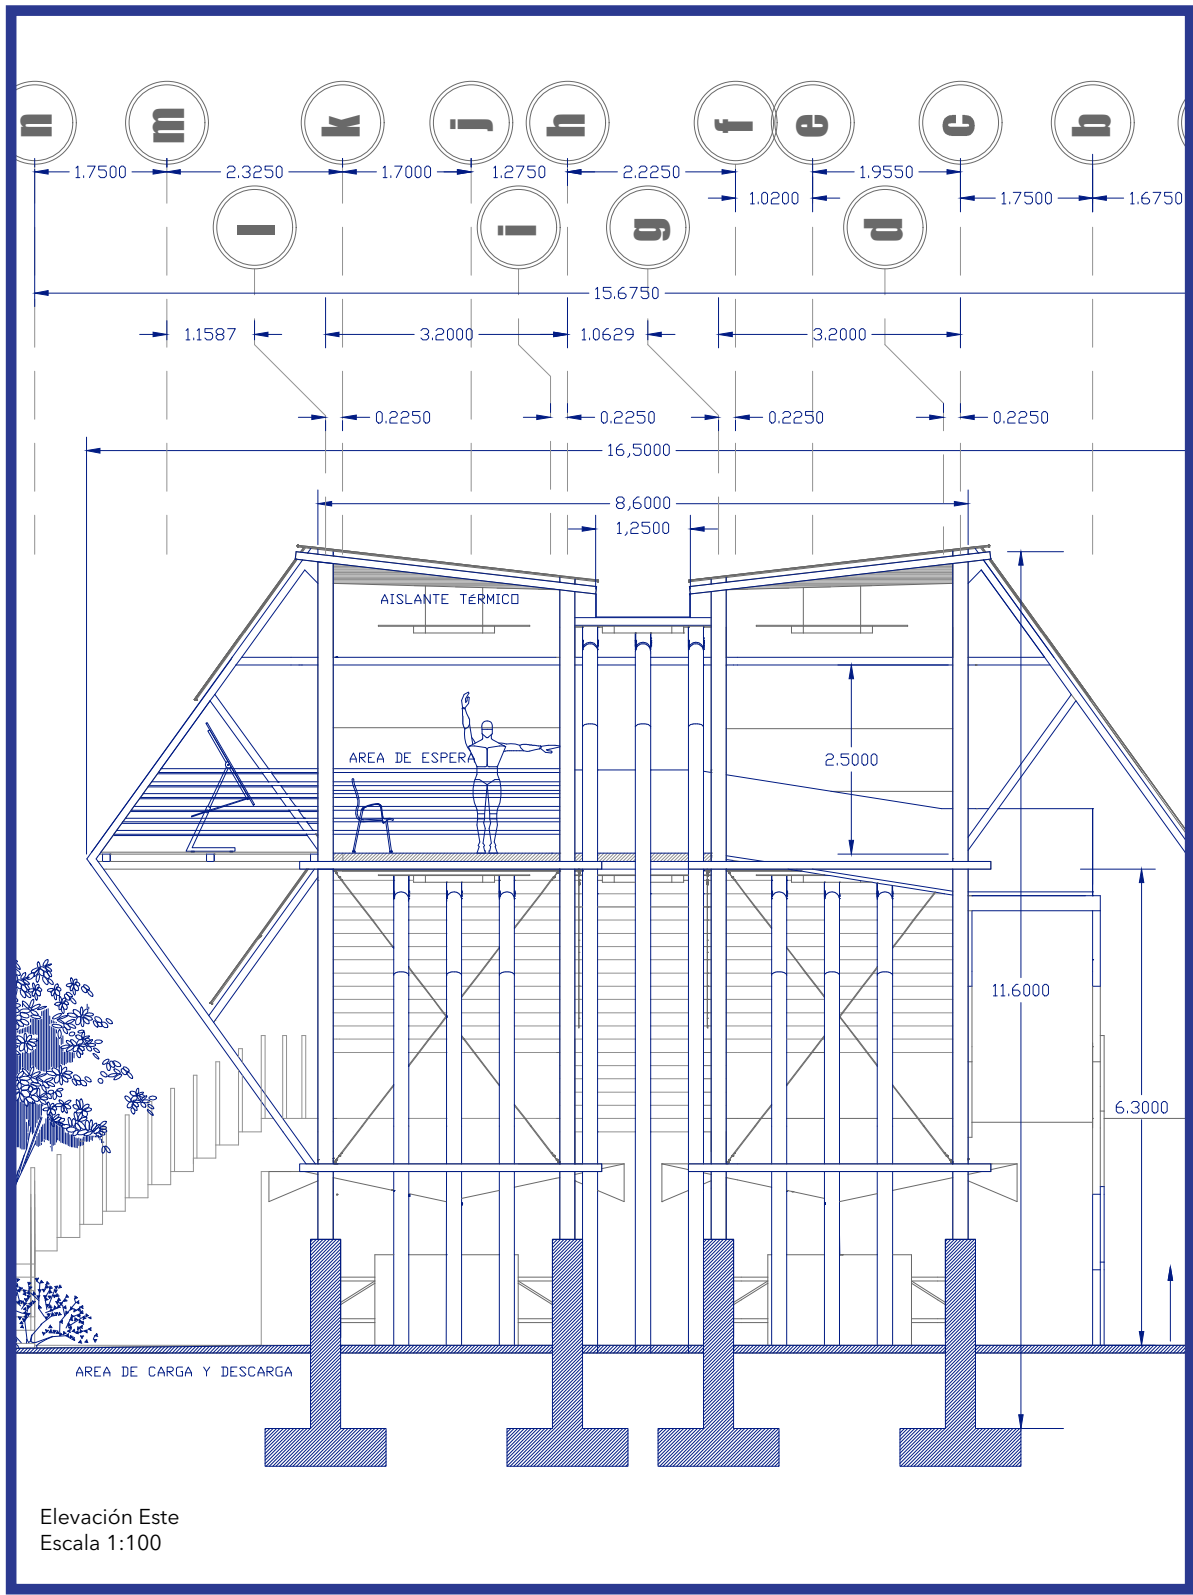 n m k j h f e c b
1.7500 2.3250 1.7000 1.2750 2.2250 1.9550
1.0200 1.7500 1.6750
l i g d
15.6750
1.1587 3.2000 1.0629 3.2000
0.2250 0.2250 0.2250 0.2250
16,5000
8,6000
1,2500
AISLANTE TéRMICO
AREA DE ESPERA
2.5000
11.6000
6.3000
AREA DE CARGA Y DESCARGA
Elevación Este
Escala 1:100